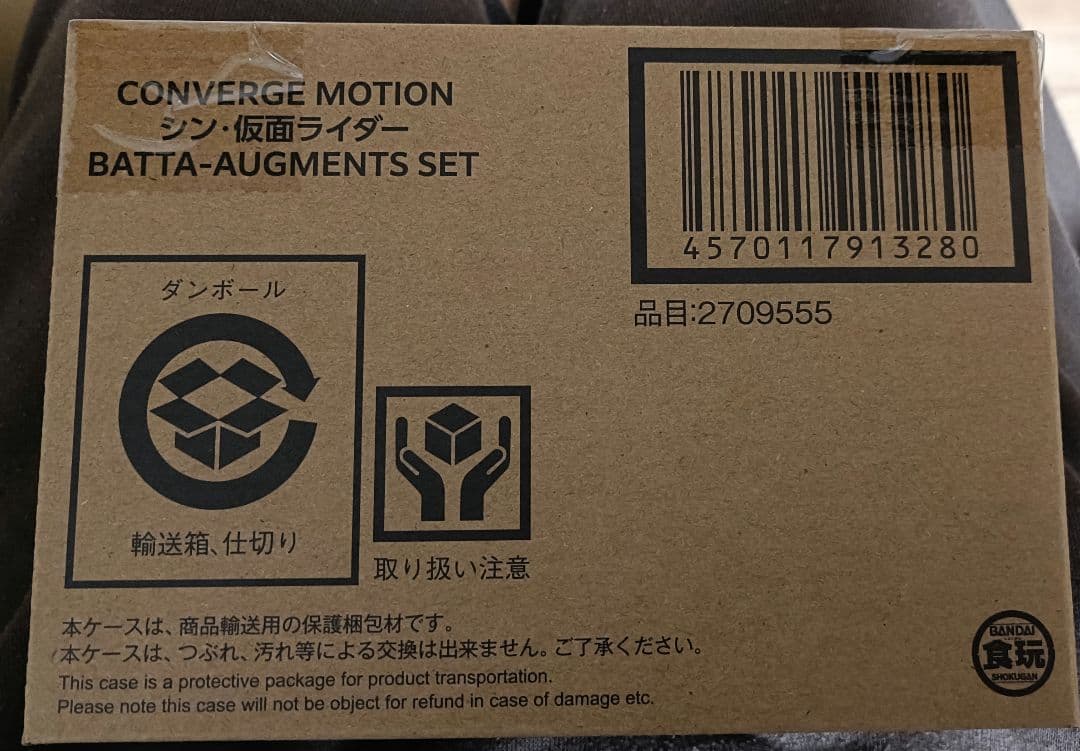 CONVERGE MOTION
シン・仮面ライダー
BATTA-AUGMENTS SET
4570117913280
品目:2709555
ダンボール
輸送箱、仕切り
取り扱い注意
本ケースは、商品輸送用の保護梱包材です。
本ケースは、つぶれ、汚れ等による交換は出来ません。ご了承ください。
This case is a protective package for product transportation.
Please note this case will not be object for refund in case of damage etc.
BANDAI
食玩
SHOKUGAN